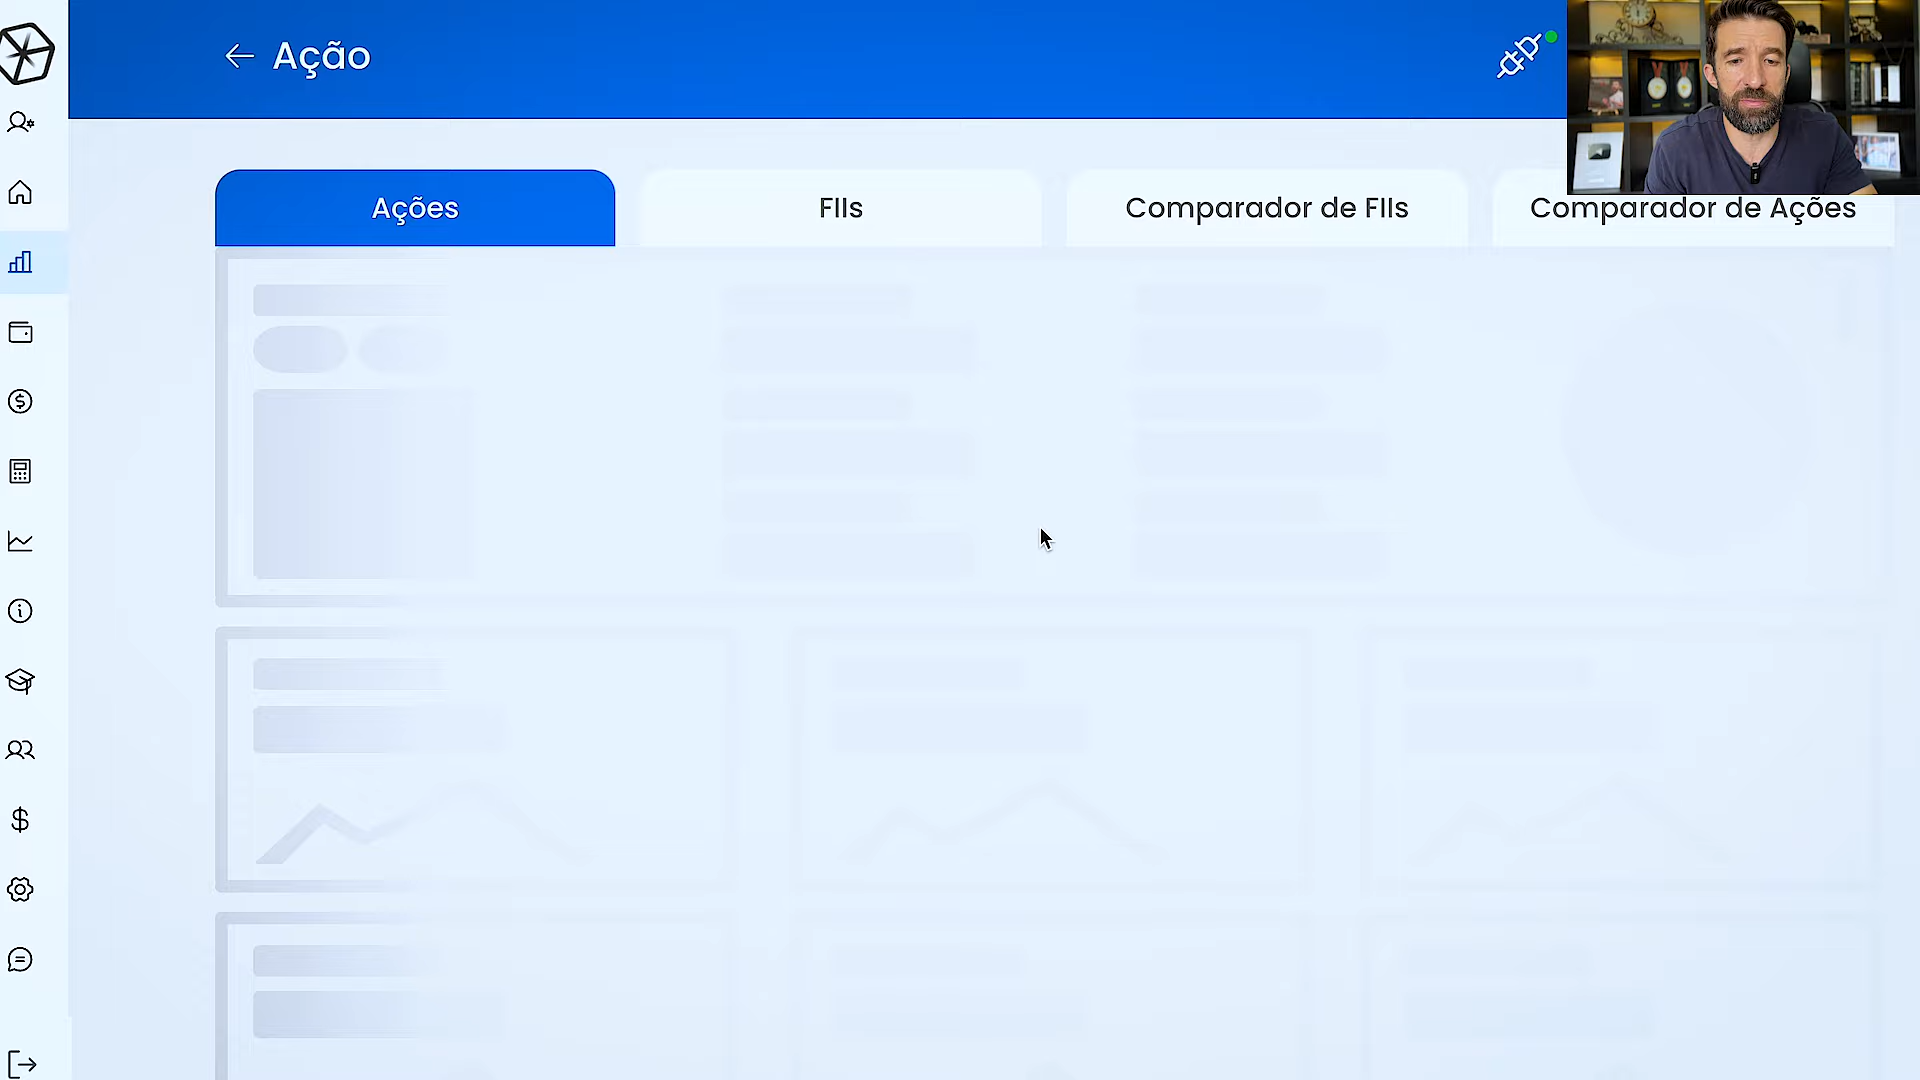 Ação
Ações
FIIs
Comparador de FIIs
Comparador de Ações